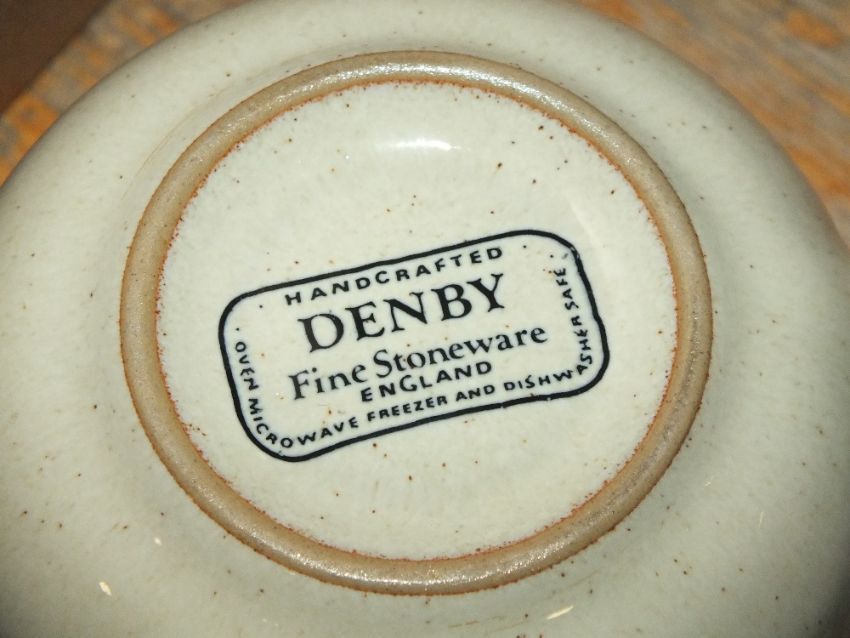 HANDCRAFTED
DENBY
Fine Stoneware
ENGLAND
· OVEN MICROWAVE FREEZER AND DISHWASHER SAFE ·